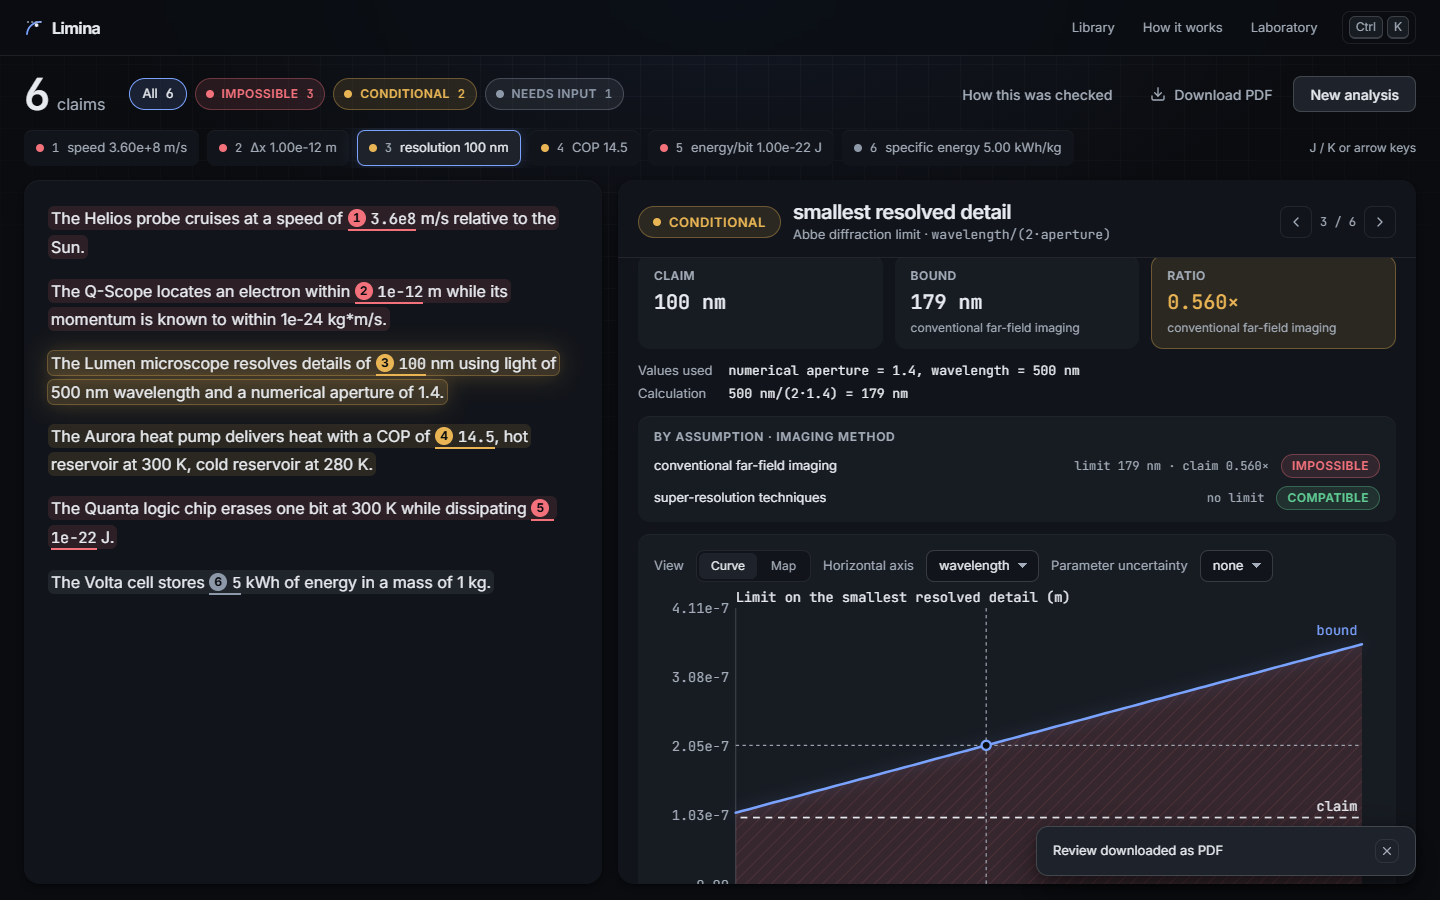 Limina
Library How it works Laboratory Ctrl K
6 claims All 6 IMPOSSIBLE 3 CONDITIONAL 2 NEEDS INPUT 1 How this was checked Download PDF New analysis
1 speed 3.60e+8 m/s 2 Δx 1.00e-12 m 3 resolution 100 nm 4 COP 14.5 5 energy/bit 1.00e-22 J 6 specific energy 5.00 kWh/kg J / K or arrow keys
The Helios probe cruises at a speed of 1 3.6e8 m/s relative to the
Sun.
The Q-Scope locates an electron within 2 1e-12 m while its
momentum is known to within 1e-24 kg*m/s.
The Lumen microscope resolves details of 3 100 nm using light of
500 nm wavelength and a numerical aperture of 1.4.
The Aurora heat pump delivers heat with a COP of 4 14.5, hot
reservoir at 300 K, cold reservoir at 280 K.
The Quanta logic chip erases one bit at 300 K while dissipating 5
1e-22 J.
The Volta cell stores 6 5 kWh of energy in a mass of 1 kg.
CONDITIONAL smallest resolved detail 3 / 6
Abbe diffraction limit · wavelength/(2·aperture)
CLAIM BOUND RATIO
100 nm 179 nm 0.560×
conventional far-field imaging conventional far-field imaging
Values used numerical aperture = 1.4, wavelength = 500 nm
Calculation 500 nm/(2·1.4) = 179 nm
BY ASSUMPTION · IMAGING METHOD
conventional far-field imaging limit 179 nm · claim 0.560× IMPOSSIBLE
super-resolution techniques no limit COMPATIBLE
View Curve Map Horizontal axis wavelength Parameter uncertainty none
Limit on the smallest resolved detail (m)
4.11e-7
bound
3.08e-7
2.05e-7
claim
1.03e-7
Review downloaded as PDF